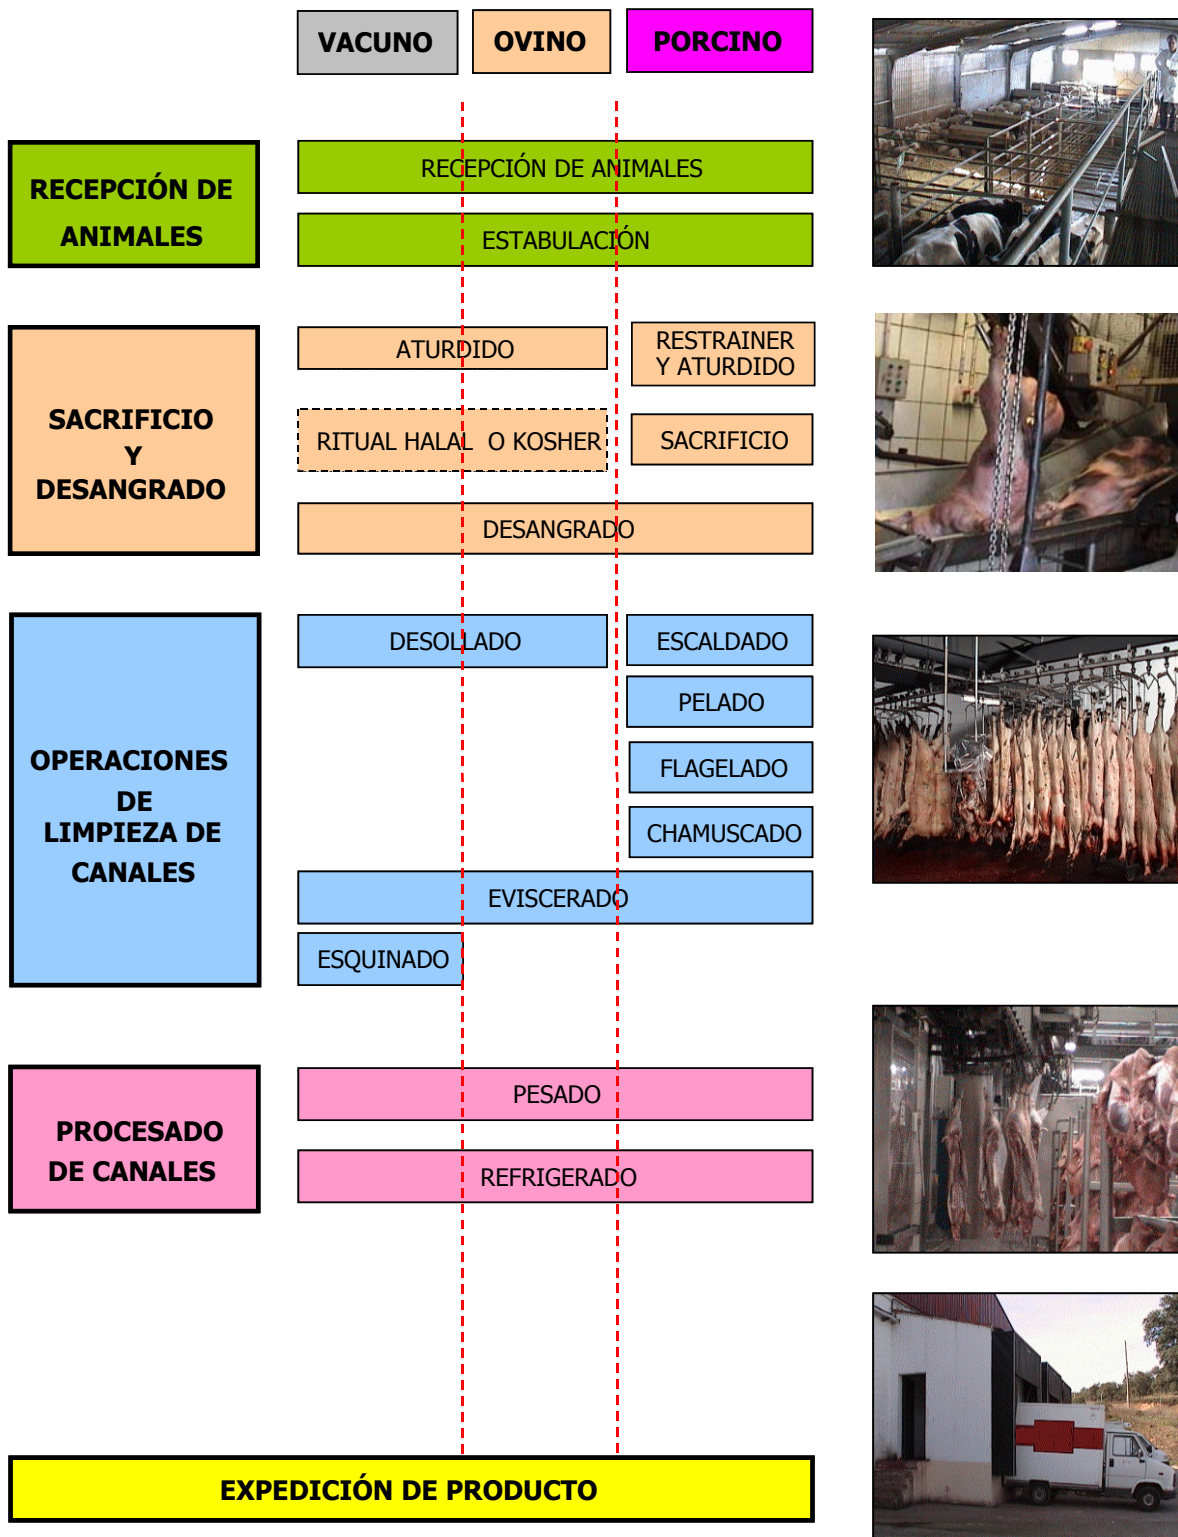 VACUNO
OVINO
PORCINO
RECEPCIÓN DE
ANIMALES
RECEPCIÓN DE ANIMALES
ESTABULACIÓN
SACRIFICIO
Y
DESANGRADO
ATURDIDO
RESTRAINER
Y ATURDIDO
RITUAL HALAL O KOSHER
SACRIFICIO
DESANGRADO
OPERACIONES
DE
LIMPIEZA DE
CANALES
DESOLLADO
ESCALDADO
PELADO
FLAGELADO
CHAMUSCADO
EVISCERADO
ESQUINADO
PROCESADO
DE CANALES
PESADO
REFRIGERADO
EXPEDICIÓN DE PRODUCTO